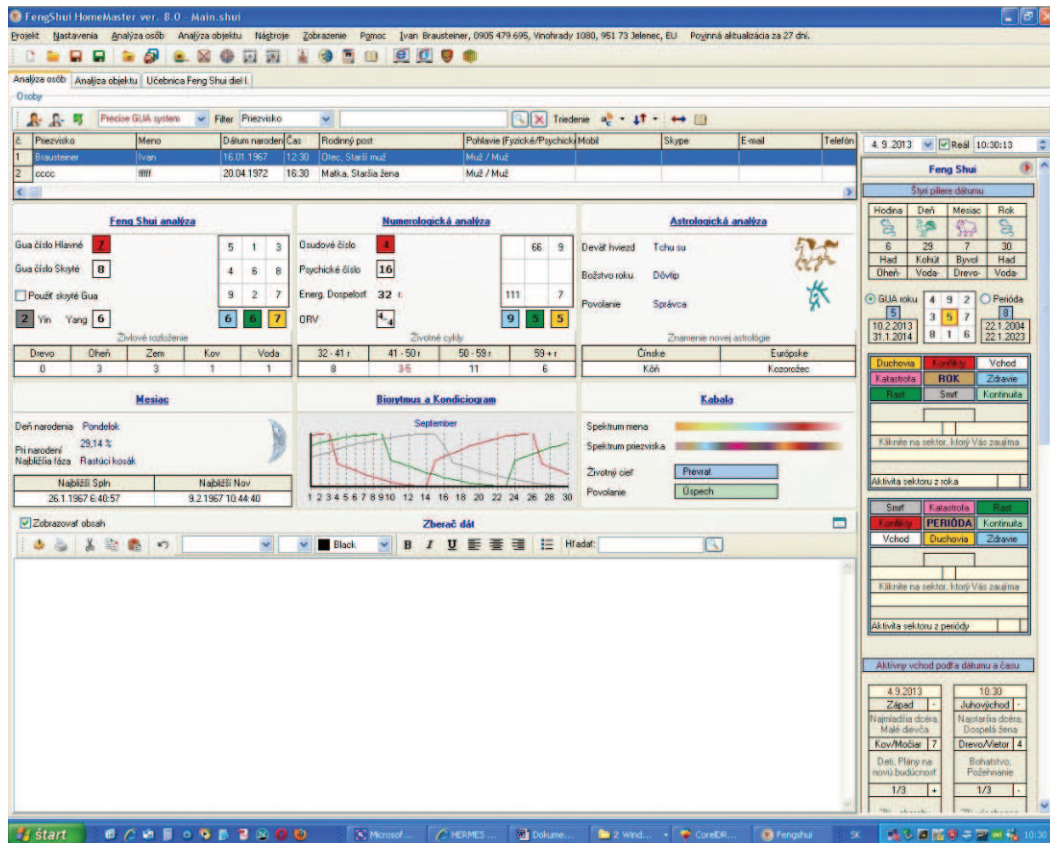 FengShui HomeMaster ver. 8.0 - Main.shui
Projekt Nastavenia Analýza osôb Analýza objektu Nástroje Zobrazenie Pomoc Ivan Brausteiner, 0905 479 695, Vinohrady 1080, 951 73 Jelenec, EU Povinná aktualizácia za 27 dní.
Analýza osôb Analýza objektu Učebnica Feng Shui diel I.
Osoby
Precise GUA system Filter Priezvisko Triedenie
č. Priezvisko Meno Dátum naroden Čas Rodinný post Pohlavie (Fyzické/Psychick Mobil Skype E-mail Telefón
1 Brausteiner Ivan 16.01.1967 12:30 Otec, Starší muž Muž / Muž
2 cccc fffff 20.04.1972 16:30 Matka, Staršia žena Muž / Muž
Feng Shui analýza
Gua číslo Hlavné 7
Gua číslo Skryté 8
Použiť skryté Gua
2 Yin Yang 6
5 1 3
4 6 8
9 2 7
6 6 7
Živlové rozloženie
Drevo Oheň Zem Kov Voda
0 3 3 1 1
Numerologická analýza
Osudové číslo 4
Psychické číslo 16
Energ. Dospelosť 32 r.
ORV 4-4
66 9
111 7
9 5 5
Životné cykly
32 - 41 r 41 - 50 r 50 - 59 r 59 + r
8 3-5 11 6
Astrologická analýza
Deväť hviezd Tchu su
Božstvo roku Dôvtip
Povolanie Správca
Znamenie novej astrológie
Čínske Európske
Kôň Kozorožec
Mesiac
Deň narodenia Pondelok
Pri narodení 29,14 %
Najbližšia fáza Rastúci kosák
Najbližší Spln Najbližší Nov
26.1.1967 6:40:57 9.2.1967 10:44:40
Biorytmus a Kondiciogram
September
1 2 3 4 5 6 7 8 9 10 12 14 16 18 20 22 24 26 28 30
Kabala
Spektrum mena
Spektrum priezviska
Životný cieľ Prevrat
Povolanie Úspech
Zobrazovať obsah Zberač dát
Black B I U Hľadať:
4. 9. 2013 Reál 10:30:13
Feng Shui
Štyri piliere dátumu
Hodina Deň Mesiac Rok
6 29 7 30
Had Kohút Byvol Had
Oheň- Voda- Drevo- Voda-
GUA roku Perióda
5 8
10.2.2013 22.1.2004
31.1.2014 22.1.2023
4 9 2
3 5 7
8 1 6
Duchovia Konflikty Vchod
Katastrofa ROK Zdravie
Rast Smrť Kontinuita
Kliknite na sektor, ktorý Vás zaujíma
Aktivita sektoru z roka
Smrť Katastrofa Rast
Konflikty PERIÓDA Kontinuita
Vchod Duchovia Zdravie
Kliknite na sektor, ktorý Vás zaujíma
Aktivita sektoru z periódy
Aktívny vchod podľa dátumu a času
4.9.2013 10:30
Západ - Juhovýchod -
Najmladšia dcéra, Najstaršia dcéra,
Malé dievča Dospelá žena
Kov/Močiar 7 Drevo/Vietor 4
Deti, Plány na Bohatstvo,
novú budúcnosť Požehnanie
1/3 + 1/3 -
štart Microsof... HERMES ... Dokume... 2 Wind... CorelDR... Fengshui SK 10:30